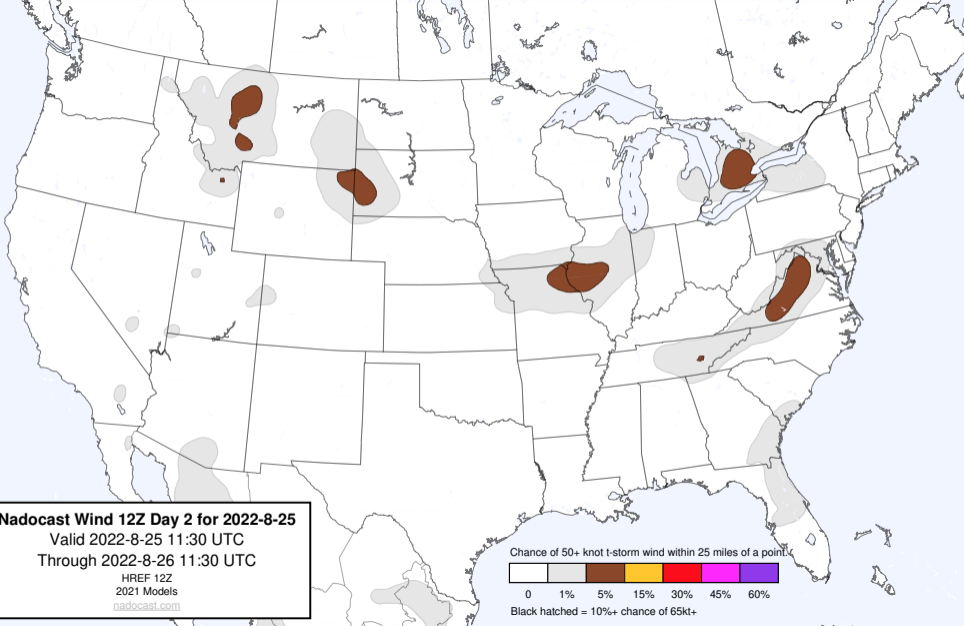 Nadocast Wind 12Z Day 2 for 2022-8-25
Valid 2022-8-25 11:30 UTC
Through 2022-8-26 11:30 UTC
HREF 12Z
2021 Models
nadocast.com
Chance of 50+ knot t-storm wind within 25 miles of a point.
0 1% 5% 15% 30% 45% 60%
Black hatched = 10%+ chance of 65kt+